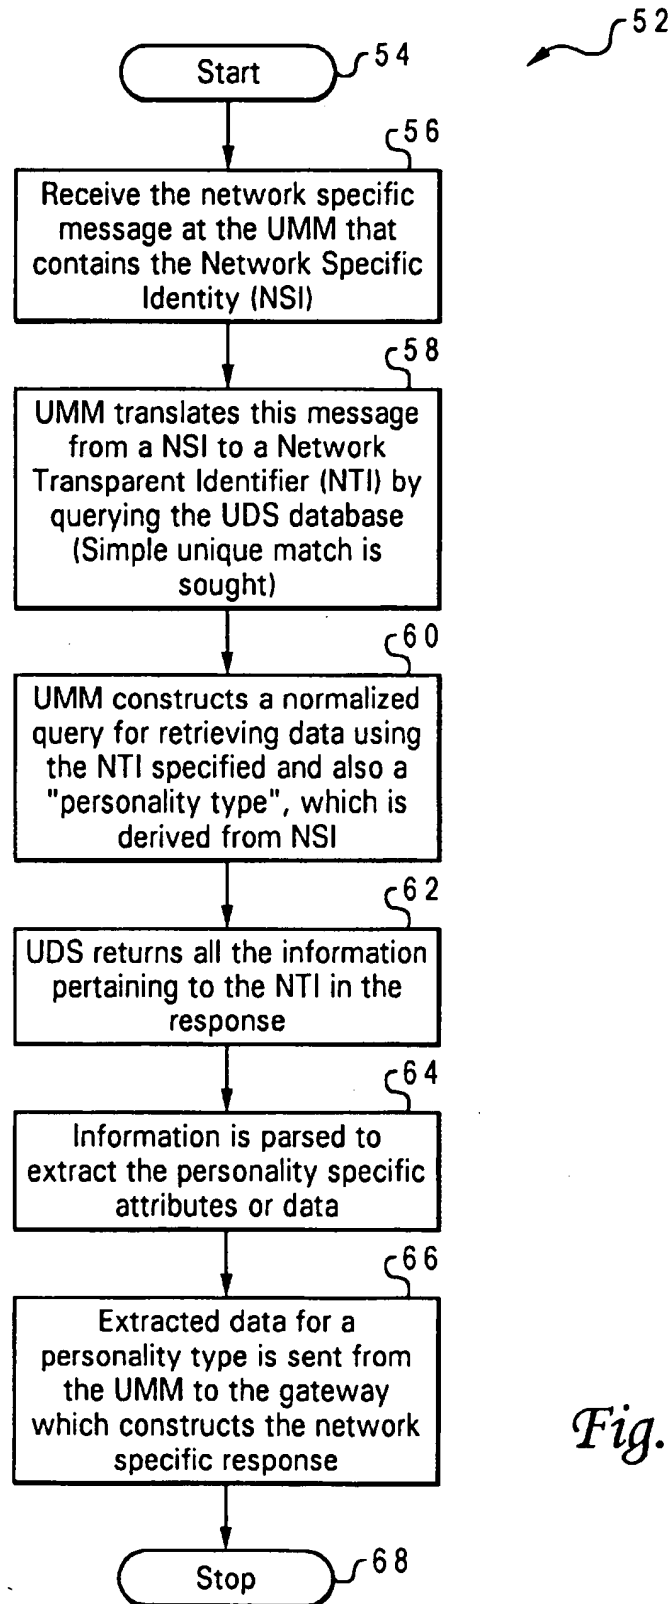 52
Start
54
56
Receive the network specific
message at the UMM that
contains the Network Specific
Identity (NSI)
58
UMM translates this message
from a NSI to a Network
Transparent Identifier (NTI) by
querying the UDS database
(Simple unique match is
sought)
60
UMM constructs a normalized
query for retrieving data using
the NTI specified and also a
"personality type", which is
derived from NSI
62
UDS returns all the information
pertaining to the NTI in the
response
64
Information is parsed to
extract the personality specific
attributes or data
66
Extracted data for a
personality type is sent from
the UMM to the gateway
which constructs the network
specific response
Fig.
Stop
68